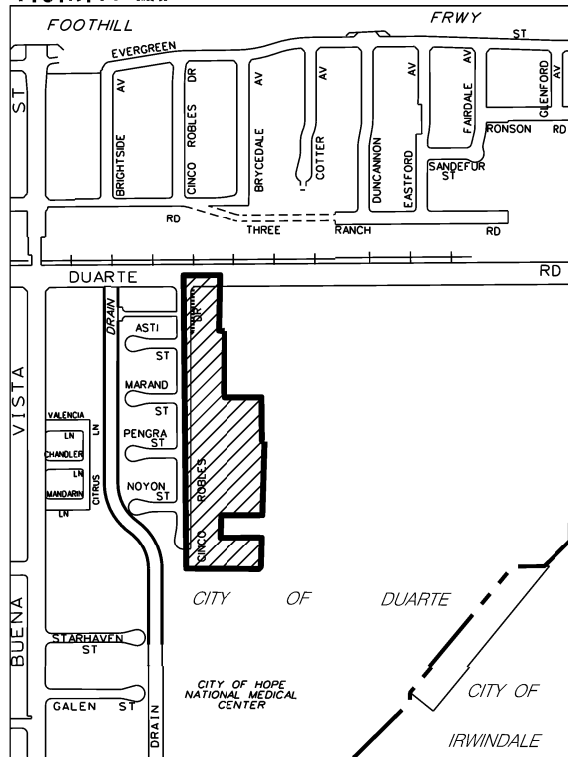 FOOTHILL FRWY
EVERGREEN ST
ST
BRIGHTSIDE AV
CINCO ROBLES DR
BRYCEDALE AV
COTTER AV
DUNCANNON AV
EASTFORD AV
FAIRDALE AV
GLENFORD AV
RONSON RD
SANDEFUR
ST
RD
THREE RANCH RD
DUARTE RD
DRAIN
DR
ASTI
ST
MARAND
ST
PENGRA
ST
NOYON
ST
VISTA
VALENCIA
LN
CHANDLER
LN
MANDARIN
LN
CITRUS LN
CINCO ROBLES
CITY OF DUARTE
BUENA
STARHAVEN
ST
GALEN ST
DRAIN
CITY OF HOPE
NATIONAL MEDICAL
CENTER
CITY OF
IRWINDALE